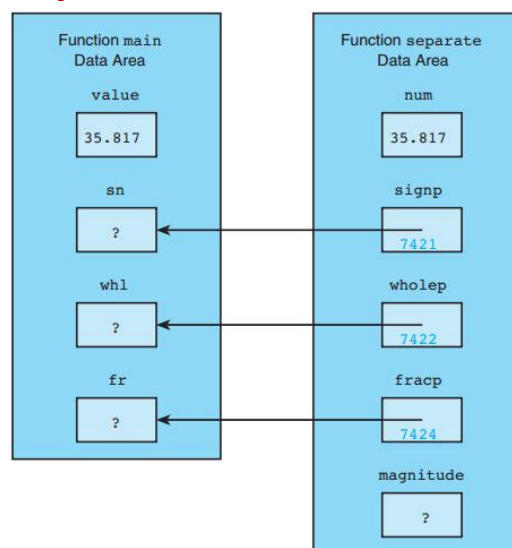 Function main
Data Area
value
35.817
sn
?
whl
?
fr
?
Function separate
Data Area
num
35.817
signp
7421
wholep
7422
fracp
7424
magnitude
?